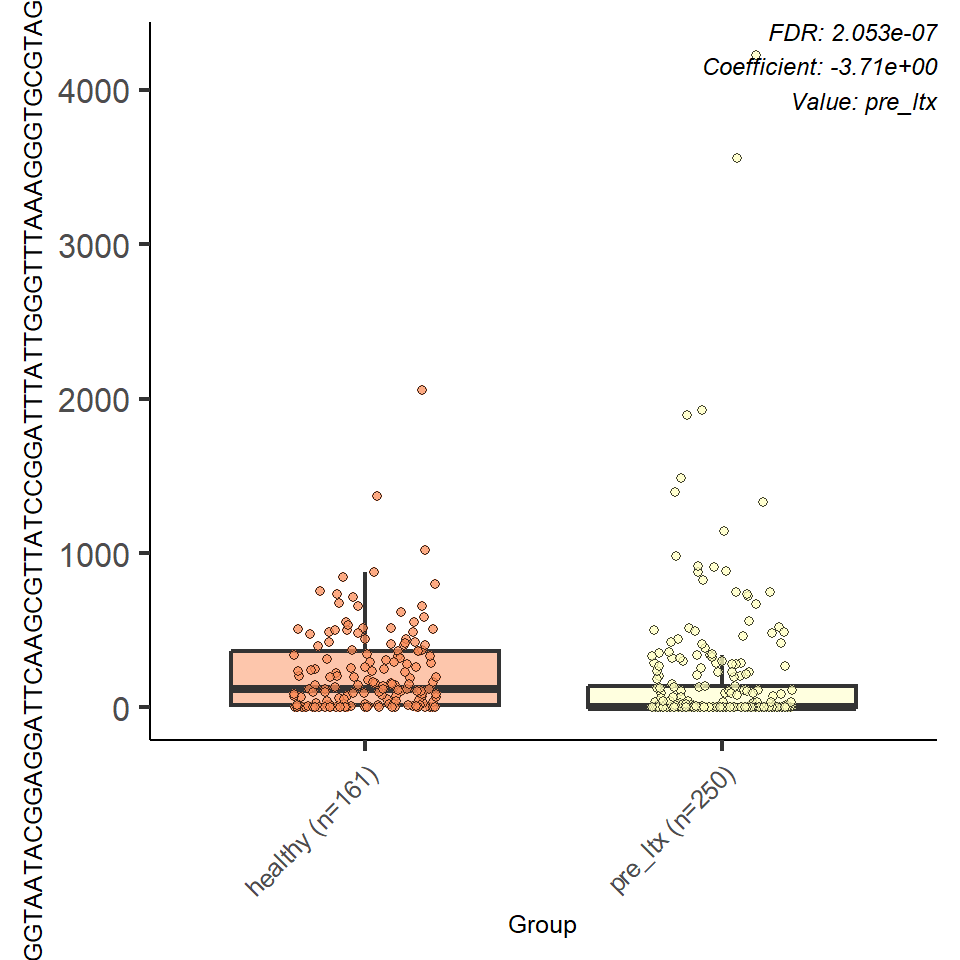 GGTAATACGGAGGATTCAAGCGTTATCCGGATTTATTGGGTTTAAAGGGTGCGTAG
FDR: 2.053e-07
Coefficient: -3.71e+00
Value: pre_ltx
4000
3000
2000
1000
0
healthy (n=161)
pre_ltx (n=250)
Group